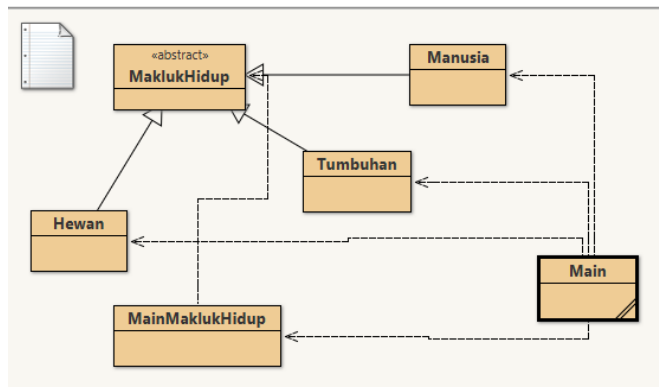 «abstract»
MaklukHidup
Manusia
Tumbuhan
Hewan
Main
MainMaklukHidup